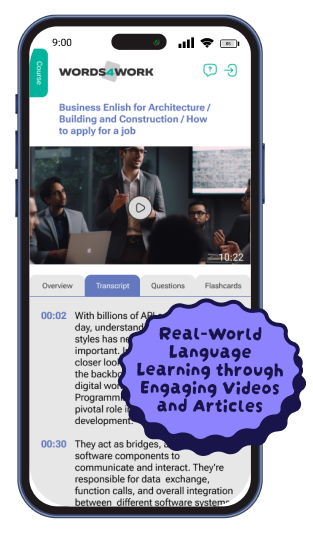 9:00
Course
WORDS4WORK
Business Enlish for Architecture /
Building and Construction / How
to apply for a job
10:22
Overview
Transcript
Questions
Flashcards
00:02
With billions of API
day, understand
styles has ne
important.
closer look
the backbo
digital wor
Programm
pivotal role i
development.
Real-World
Language
Learning through
Engaging Videos
and Articles
00:30
They act as bridges, a
software components to
communicate and interact. They're
responsible for data exchange,
function calls, and overall integration
between different software systems